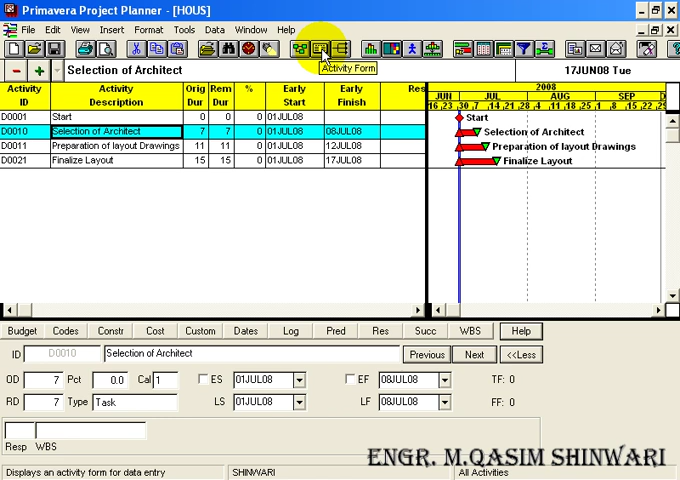 Primavera Project Planner - [HOUS]
File Edit View Insert Format Tools Data Window Help
Activity Form
Selection of Architect 17JUN08 Tue
Activity ID Activity Description Orig Dur Rem Dur % Early Start Early Finish Res
2008
JUN JUL AUG SEP
D0001 Start 0 0 0 01JUL08
D0010 Selection of Architect 7 7 0 01JUL08 08JUL08
D0011 Preparation of layout Drawings 11 11 0 01JUL08 12JUL08
D0021 Finalize Layout 15 15 0 01JUL08 17JUL08
Start
Selection of Architect
Preparation of layout Drawings
Finalize Layout
Budget Codes Constr Cost Custom Dates Log Pred Res Succ WBS Help
ID D0010 Selection of Architect Previous Next <<Less
OD 7 Pct 0.0 Cal 1 ES 01JUL08 EF 08JUL08 TF: 0
RD 7 Type Task LS 01JUL08 LF 08JUL08 FF: 0
Resp WBS
ENGR. M.QASIM SHINWARI
Displays an activity form for data entry SHINWARI All Activities